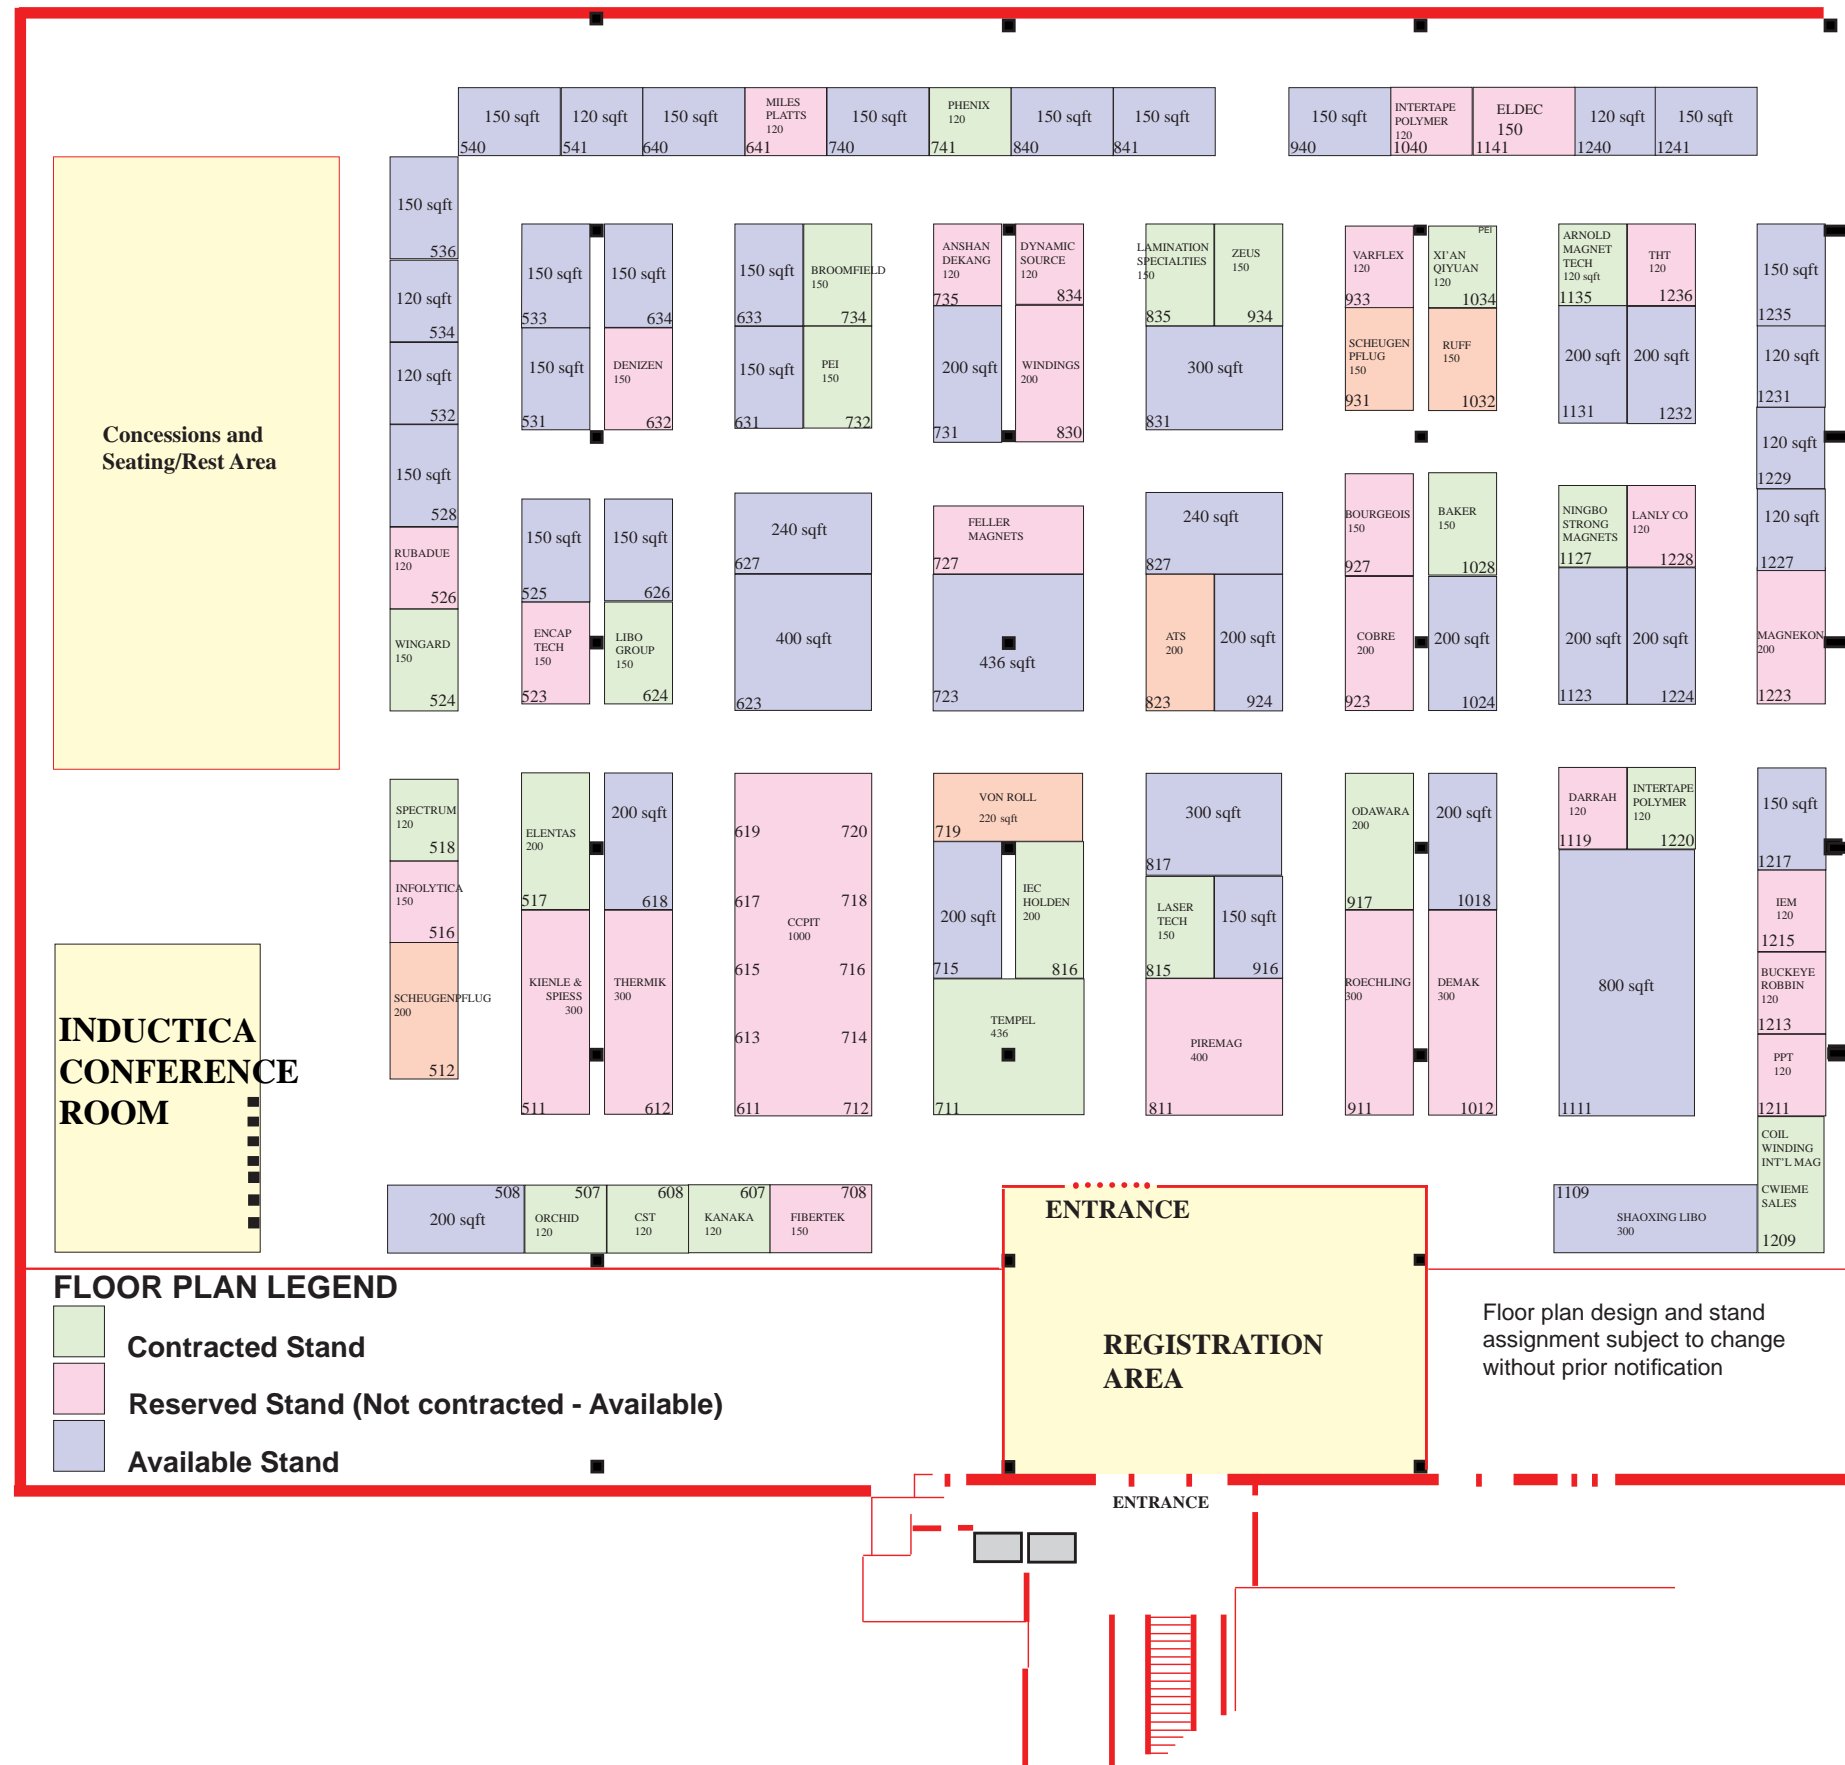 150 sqft
540
120 sqft
541
150 sqft
640
MILES
PLATTS
120
641
150 sqft
740
PHENIX
120
741
150 sqft
840
150 sqft
841
150 sqft
940
INTERTAPE
POLYMER
120
1040
ELDEC
150
1141
120 sqft
1240
150 sqft
1241
Concessions and
Seating/Rest Area
150 sqft
536
120 sqft
534
120 sqft
532
150 sqft
528
RUBADUE
120
526
WINGARD
150
524
150 sqft
533
150 sqft
634
150 sqft
531
DENIZEN
150
632
150 sqft
633
BROOMFIELD
150
734
150 sqft
631
PEI
150
732
ANSHAN
DEKANG
120
735
DYNAMIC
SOURCE
120
834
200 sqft
731
WINDINGS
200
830
LAMINATION
SPECIALTIES
150
835
ZEUS
150
934
300 sqft
831
VARFLEX
120
933
PEI
XI'AN
QIYUAN
120
1034
SCHEUGEN
PFLUG
150
931
RUFF
150
1032
ARNOLD
MAGNET
TECH
120 sqft
1135
THT
120
1236
200 sqft
1131
200 sqft
1232
150 sqft
1235
120 sqft
1231
120 sqft
1229
120 sqft
1227
MAGNEKON
200
1223
150 sqft
525
150 sqft
626
ENCAP
TECH
150
523
LIBO
GROUP
150
624
240 sqft
627
400 sqft
623
FELLER
MAGNETS
727
436 sqft
723
240 sqft
827
ATS
200
823
200 sqft
924
BOURGEOIS
150
927
BAKER
150
1028
COBRE
200
923
200 sqft
1024
NINGBO
STRONG
MAGNETS
1127
LANLY CO
120
1228
200 sqft
1123
200 sqft
1224
SPECTRUM
120
518
INFOLYTICA
150
516
SCHEUGENPFLUG
200
512
ELENTAS
200
517
200 sqft
618
KIENLE &
SPIESS
300
511
THERMIK
300
612
619
720
617
718
CCPIT
1000
615
716
613
714
611
712
VON ROLL
220 sqft
719
200 sqft
715
IEC
HOLDEN
200
816
TEMPEL
436
711
300 sqft
817
LASER
TECH
150
815
150 sqft
916
PIREMAG
400
811
ODAWARA
200
917
200 sqft
1018
ROECHLING
300
911
DEMAK
300
1012
DARRAH
120
1119
INTERTAPE
POLYMER
120
1220
800 sqft
1111
150 sqft
1217
IEM
120
1215
BUCKEYE
ROBBIN
120
1213
PPT
120
1211
COIL
WINDING
INT'L MAG
CWIEME
SALES
1209
1109
SHAOXING LIBO
300
INDUCTICA
CONFERENCE
ROOM
508
200 sqft
507
ORCHID
120
608
CST
120
607
KANAKA
120
708
FIBERTEK
150
ENTRANCE
REGISTRATION
AREA
FLOOR PLAN LEGEND
Contracted Stand
Reserved Stand (Not contracted - Available)
Available Stand
Floor plan design and stand
assignment subject to change
without prior notification
ENTRANCE